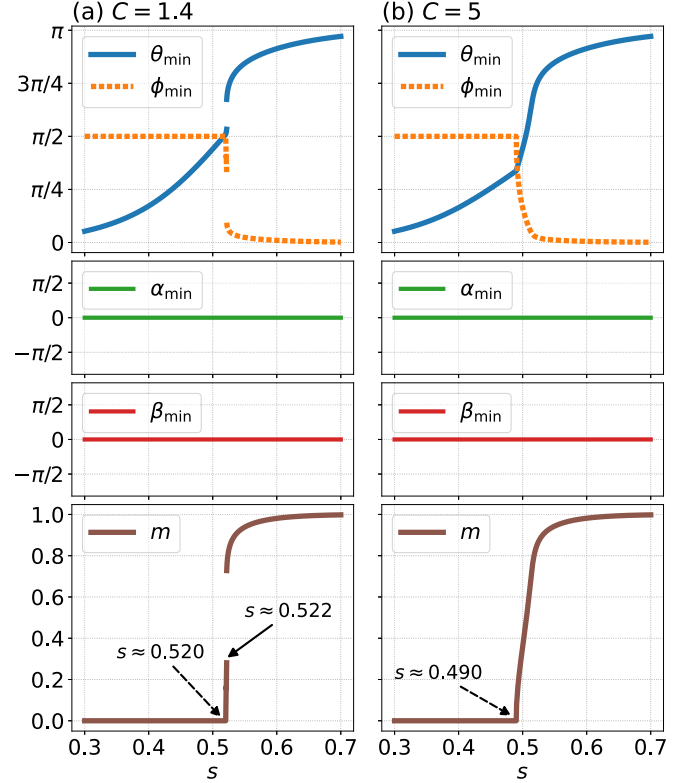 (a) C = 1.4
π
3π/4
π/2
π/4
0
θmin
ϕmin
π/2
0
−π/2
αmin
π/2
0
−π/2
βmin
1.0
0.8
0.6
0.4
0.2
0.0
m
s ≈ 0.522
s ≈ 0.520
0.3 0.4 0.5 0.6 0.7
s
(b) C = 5
θmin
ϕmin
αmin
βmin
m
s ≈ 0.490
0.3 0.4 0.5 0.6 0.7
s